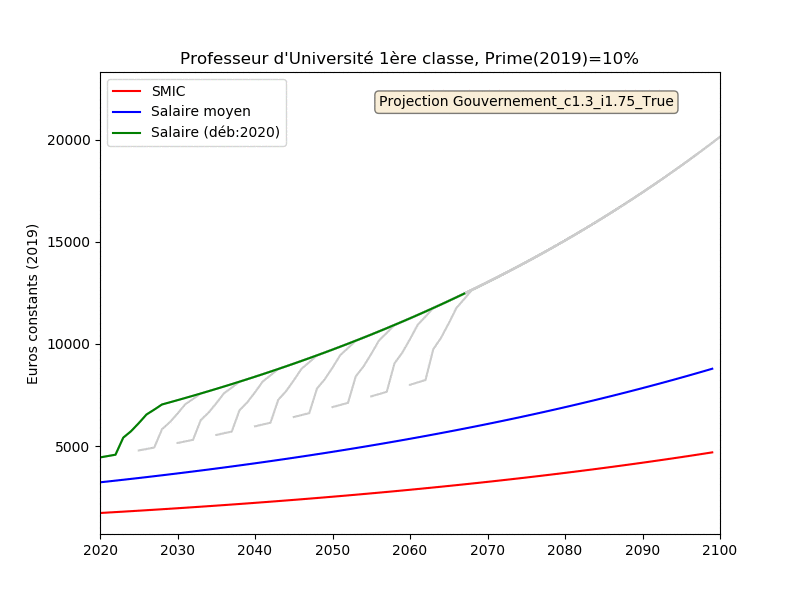 Professeur d'Université 1ère classe, Prime(2019)=10%
SMIC
Salaire moyen
Salaire (déb:2020)
Projection Gouvernement_c1.3_i1.75_True
Euros constants (2019)
20000
15000
10000
5000
2020 2030 2040 2050 2060 2070 2080 2090 2100